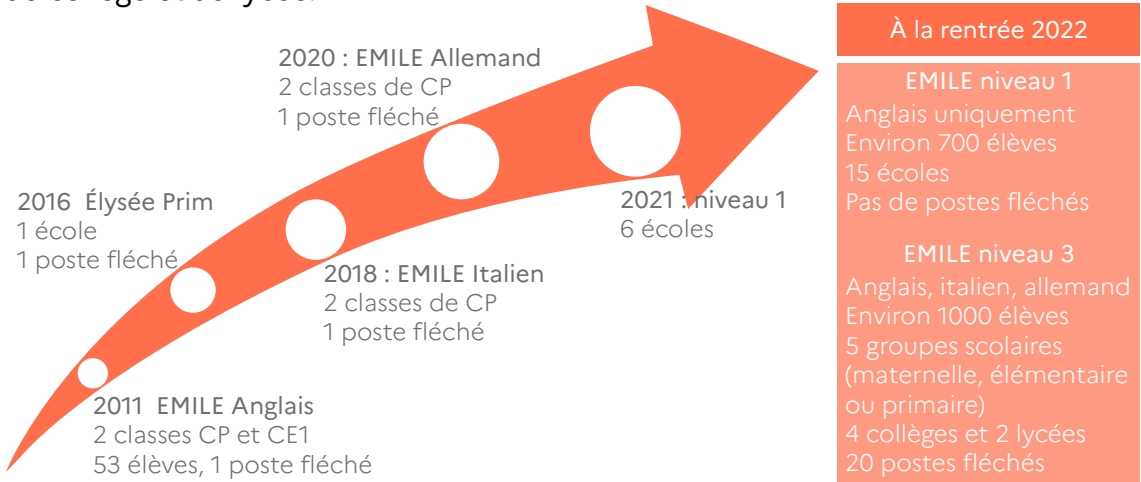 2020 : EMILE Allemand
2 classes de CP
1 poste fléché
2016 Élysée Prim
1 école
1 poste fléché
2021 : niveau 1
6 écoles
2018 : EMILE Italien
2 classes de CP
1 poste fléché
2011 EMILE Anglais
2 classes CP et CE1
53 élèves, 1 poste fléché
À la rentrée 2022
EMILE niveau 1
Anglais uniquement
Environ 700 élèves
15 écoles
Pas de postes fléchés
EMILE niveau 3
Anglais, italien, allemand
Environ 1000 élèves
5 groupes scolaires
(maternelle, élémentaire
ou primaire)
4 collèges et 2 lycées
20 postes fléchés